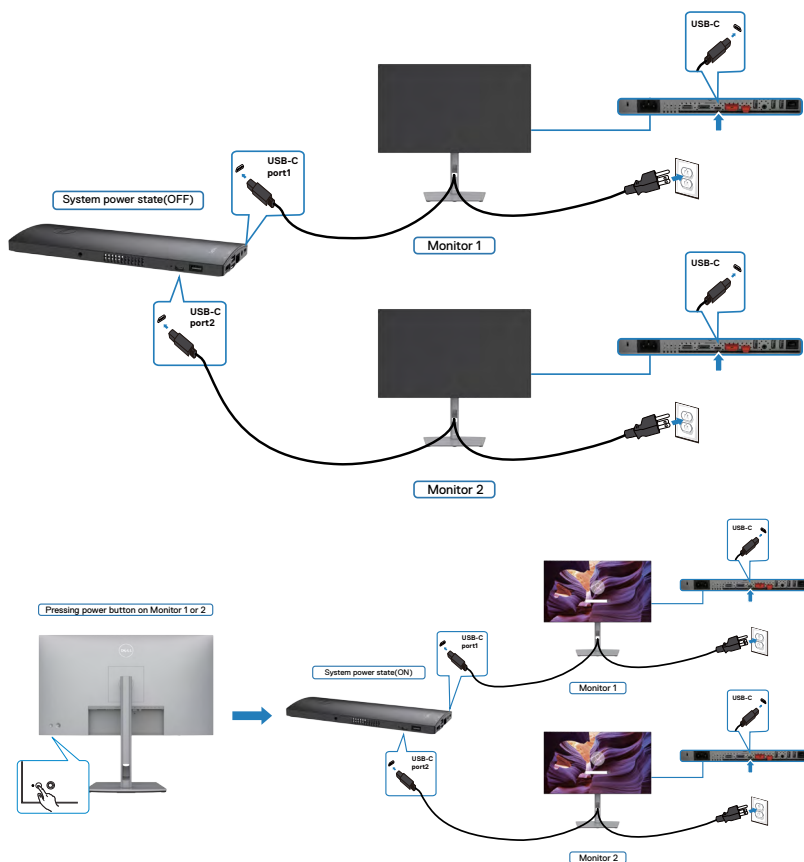 USB-C
USB-C
port1
System power state(OFF)
Monitor 1
USB-C
USB-C
port2
Monitor 2
USB-C
Pressing power button on Monitor 1 or 2
DELL
USB-C
port1
System power state(ON)
Monitor 1
USB-C
USB-C
port2
Monitor 2